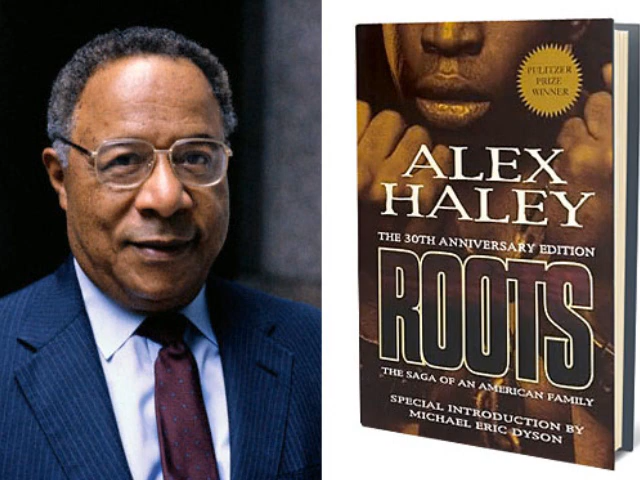 PULITZER
PRIZE
WINNER
ALEX
HALEY
THE 30TH ANNIVERSARY EDITION
ROOTS
THE SAGA OF AN AMERICAN FAMILY
SPECIAL INTRODUCTION BY
MICHAEL ERIC DYSON